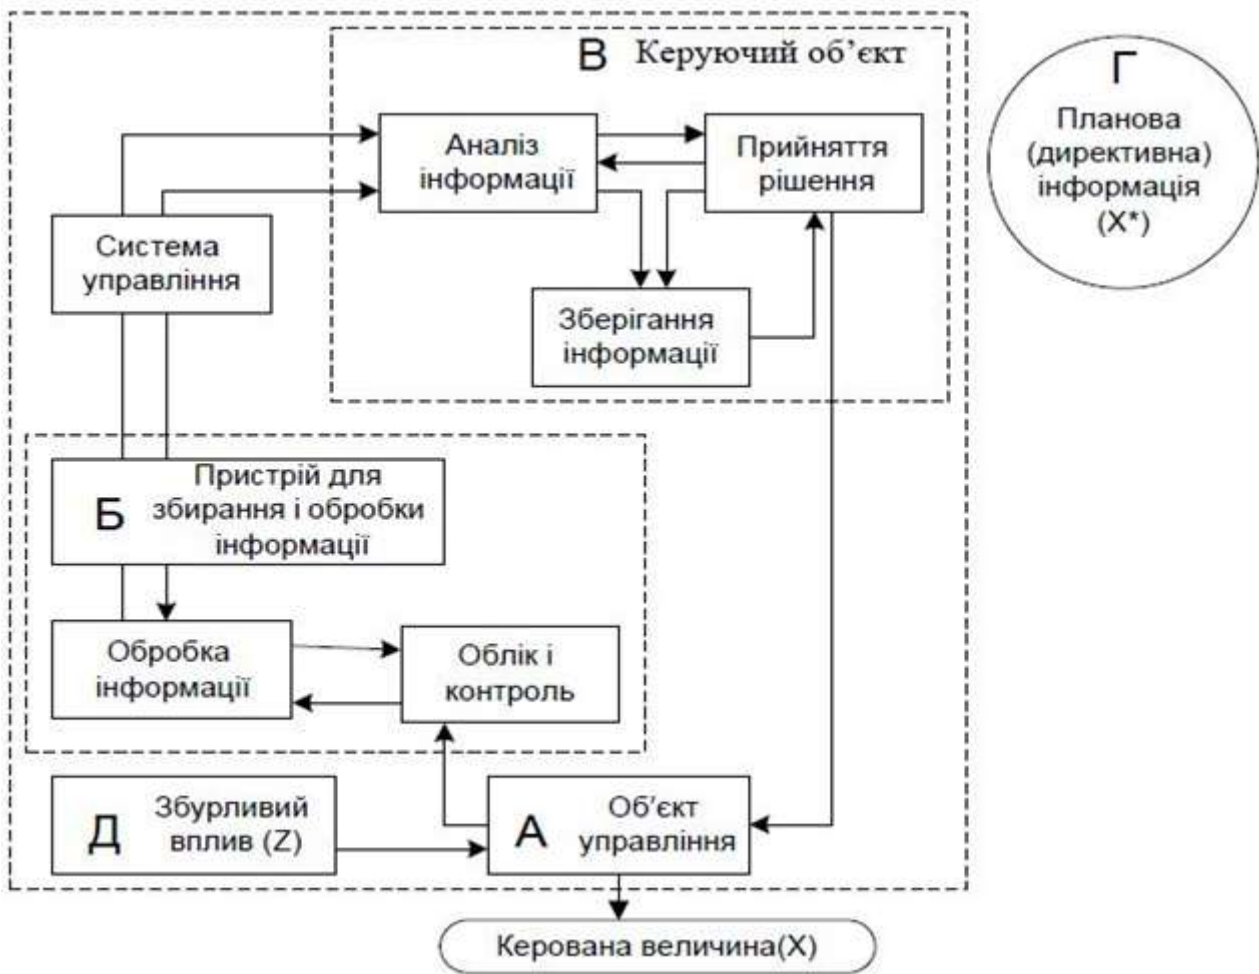 В Керуючий об’єкт
Г
Планова
(директивна)
інформація
(Х*)
Аналіз
інформації
Прийняття
рішення
Система
управління
Зберігання
інформації
Б
Пристрій для
збирання і обробки
інформації
Обробка
інформації
Облік і
контроль
Д
Збурливий
вплив (Z)
А
Об’єкт
управління
Керована величина(Х)